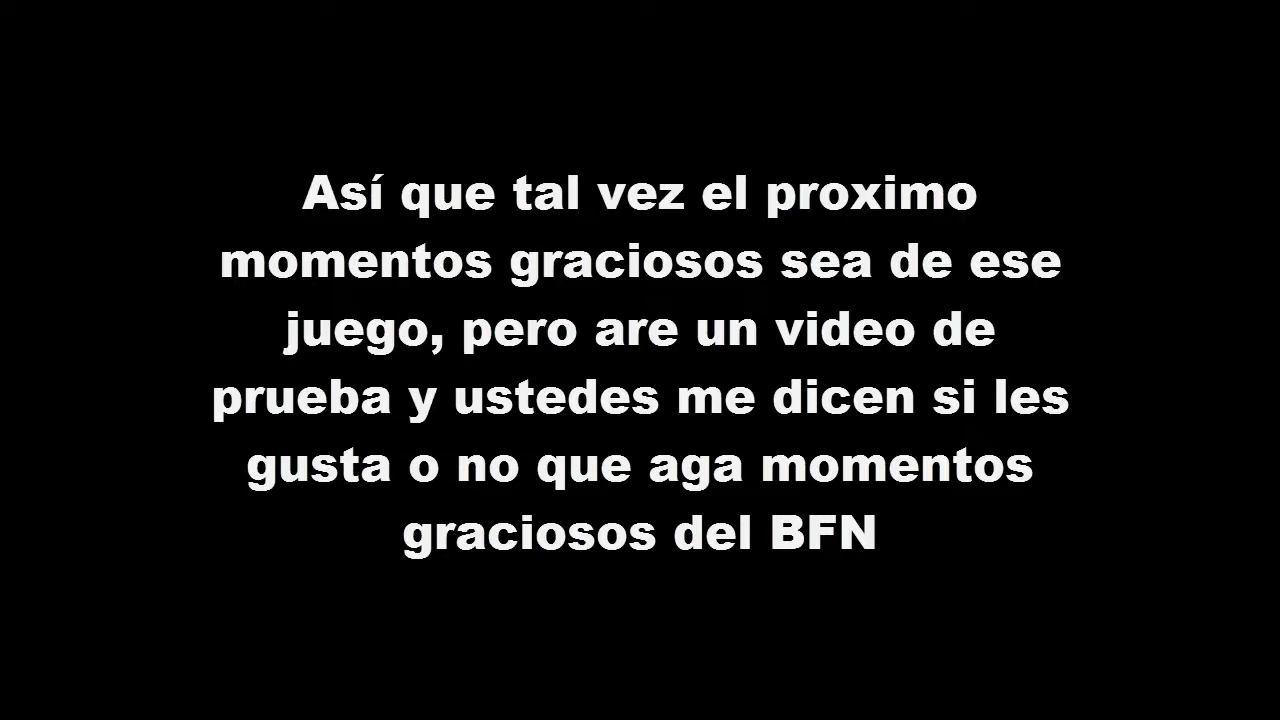 Así que tal vez el proximo
momentos graciosos sea de ese
juego, pero are un video de
prueba y ustedes me dicen si les
gusta o no que aga momentos
graciosos del BFN